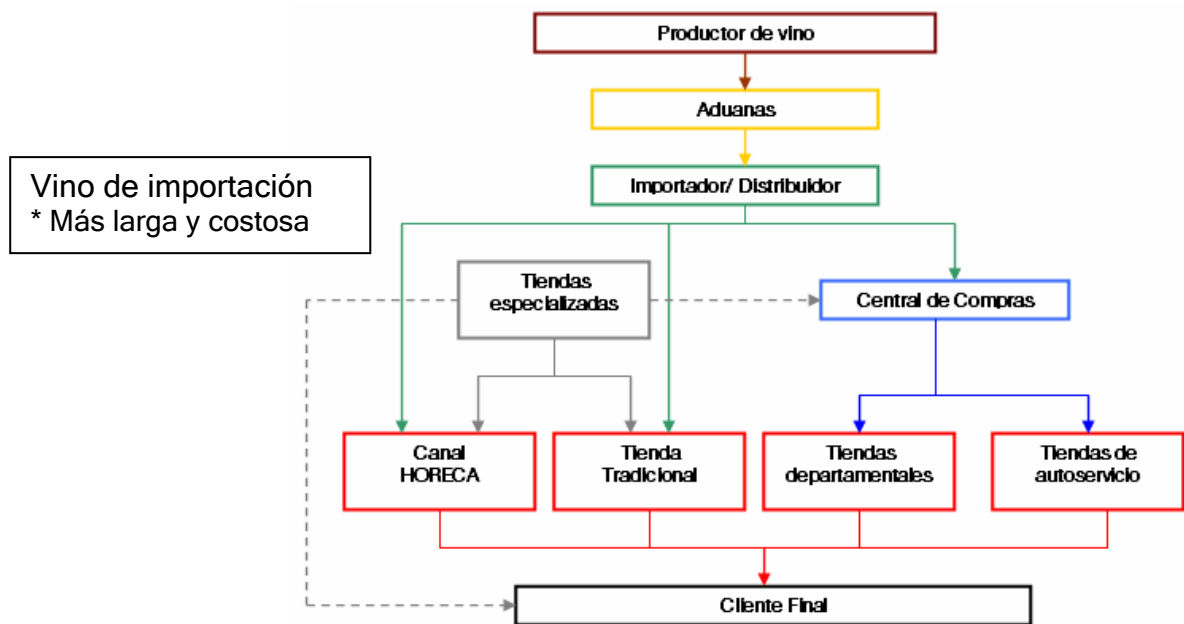 Productor de vino
Aduanas
Importador/ Distribuidor
Vino de importación
* Más larga y costosa
Tiendas
especializadas
Central de Compras
Canal
HORECA
Tienda
Tradicional
Tiendas
departamentales
Tiendas de
autoservicio
Cliente Final